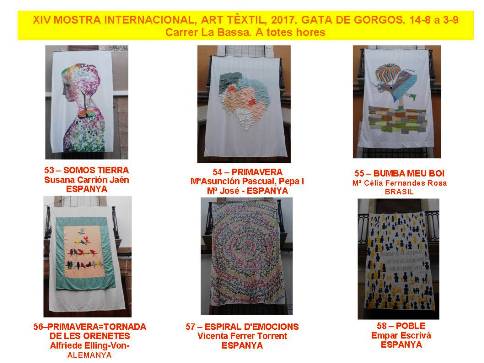 XIV MOSTRA INTERNACIONAL, ART TÈXTIL, 2017. GATA DE GORGOS. 14-8 a 3-9
Carrer La Bassa. A totes hores
53 – SOMOS TIERRA
Susana Carrión Jaén
ESPANYA
54 – PRIMAVERA
MªAsunción Pascual, Pepa I
Mª José - ESPANYA
55 – BUMBA MEU BOI
Mª Célia Fernandes Rosa
BRASIL
56–PRIMAVERA=TORNADA
DE LES ORENETES
Alfriede Elling-Von-
ALEMANYA
57 – ESPIRAL D'EMOCIONS
Vicenta Ferrer Torrent
ESPANYA
58 – POBLE
Empar Escrivà
ESPANYA